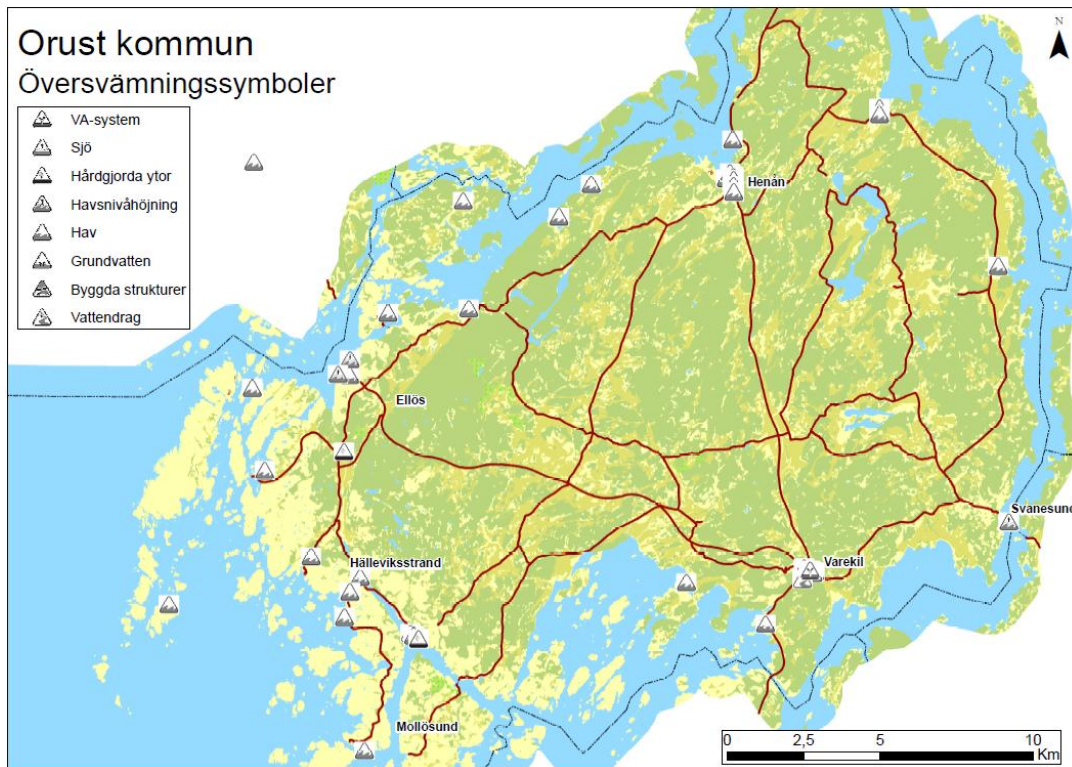 Orust kommun
Översvämningssymboler
VA-system
Sjö
Hårdgjorda ytor
Havsnivåhöjning
Hav
Grundvatten
Byggda strukturer
Vattendrag
N
Henån
Ellös
Svanesund
Hälleviksstrand
Varekil
Mollösund
0 2,5 5 10
Km